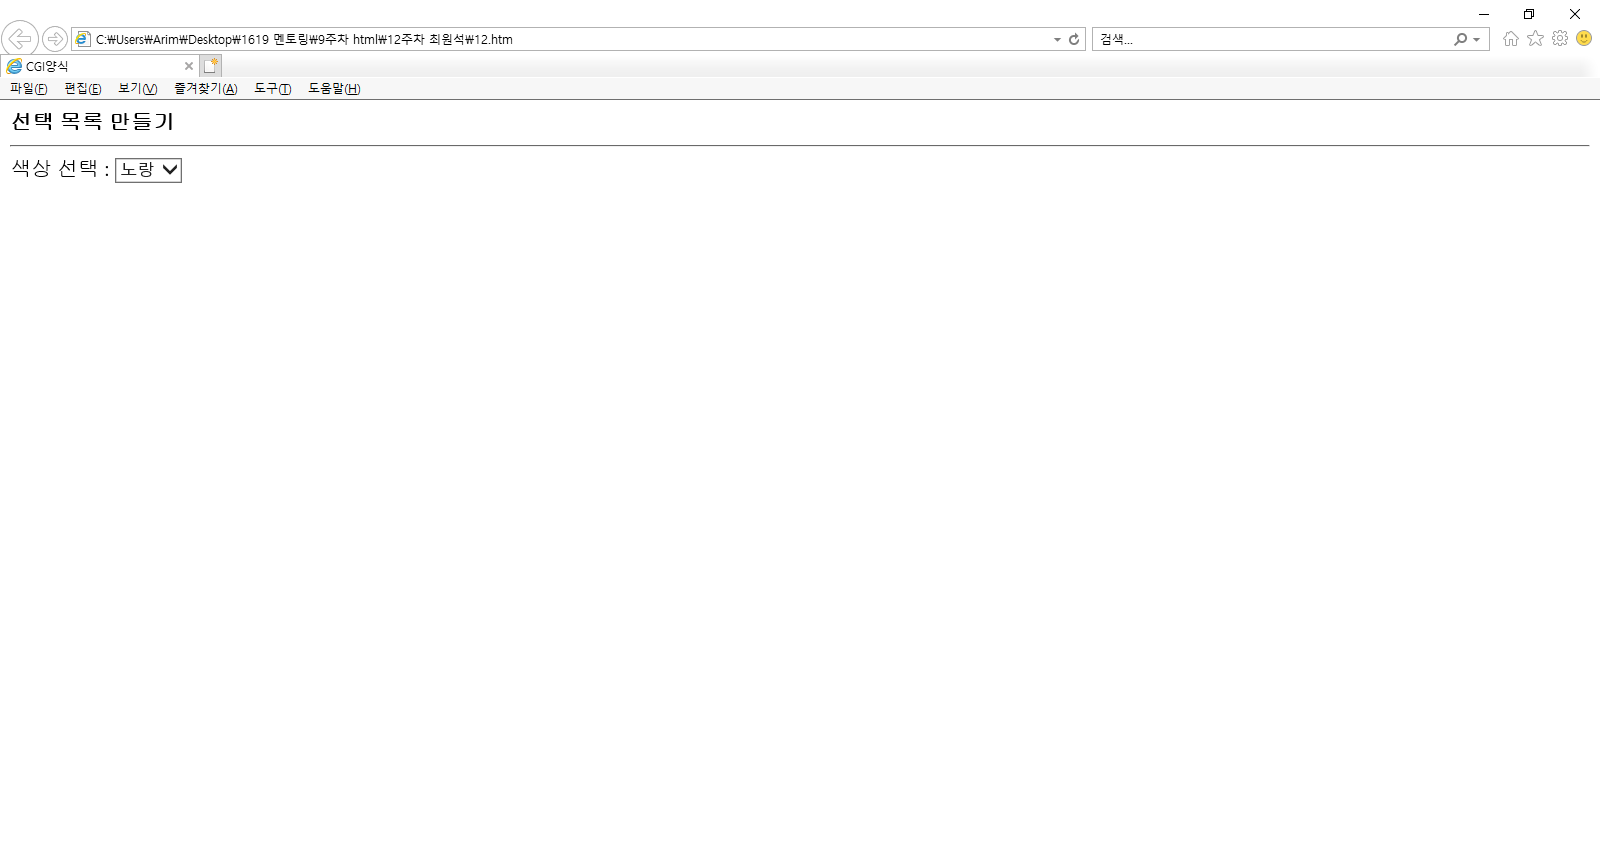 C:₩Users₩Arim₩Desktop₩1619 멘토링₩9주차 html₩12주차 최원석₩12.htm
검색...
CGI양식
파일(F) 편집(E) 보기(V) 즐겨찾기(A) 도구(T) 도움말(H)
선택 목록 만들기
색상 선택 : 노랑